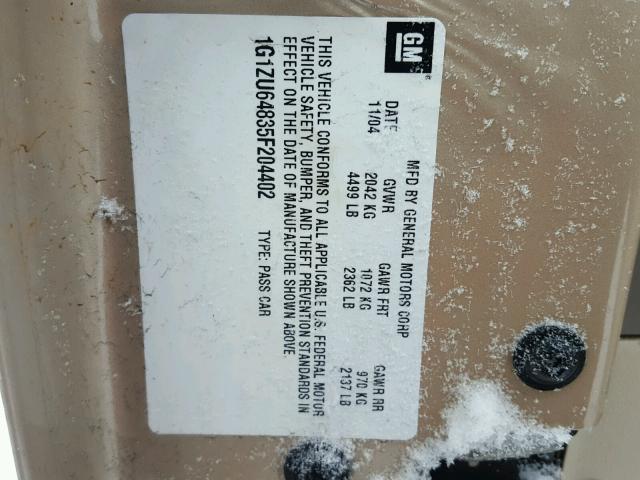 GM
MFD BY GENERAL MOTORS CORP
DATE GVWR GAWR FRT GAWR RR
11/04 2042 KG 1072 KG 970 KG
4499 LB 2362 LB 2137 LB
THIS VEHICLE CONFORMS TO ALL APPLICABLE U.S. FEDERAL MOTOR
VEHICLE SAFETY, BUMPER, AND THEFT PREVENTION STANDARDS IN
EFFECT ON THE DATE OF MANUFACTURE SHOWN ABOVE.
1G1ZU64835F204402 TYPE: PASS CAR